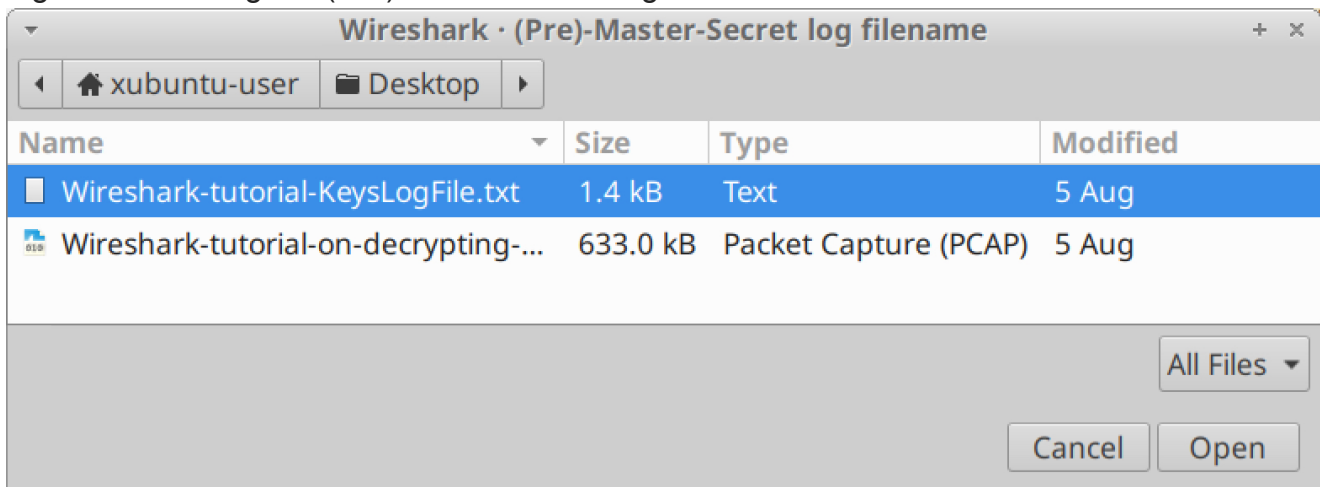 Wireshark · (Pre)-Master-Secret log filename
xubuntu-user Desktop
Name Size Type Modified
Wireshark-tutorial-KeysLogFile.txt 1.4 kB Text 5 Aug
Wireshark-tutorial-on-decrypting-... 633.0 kB Packet Capture (PCAP) 5 Aug
All Files
Cancel Open